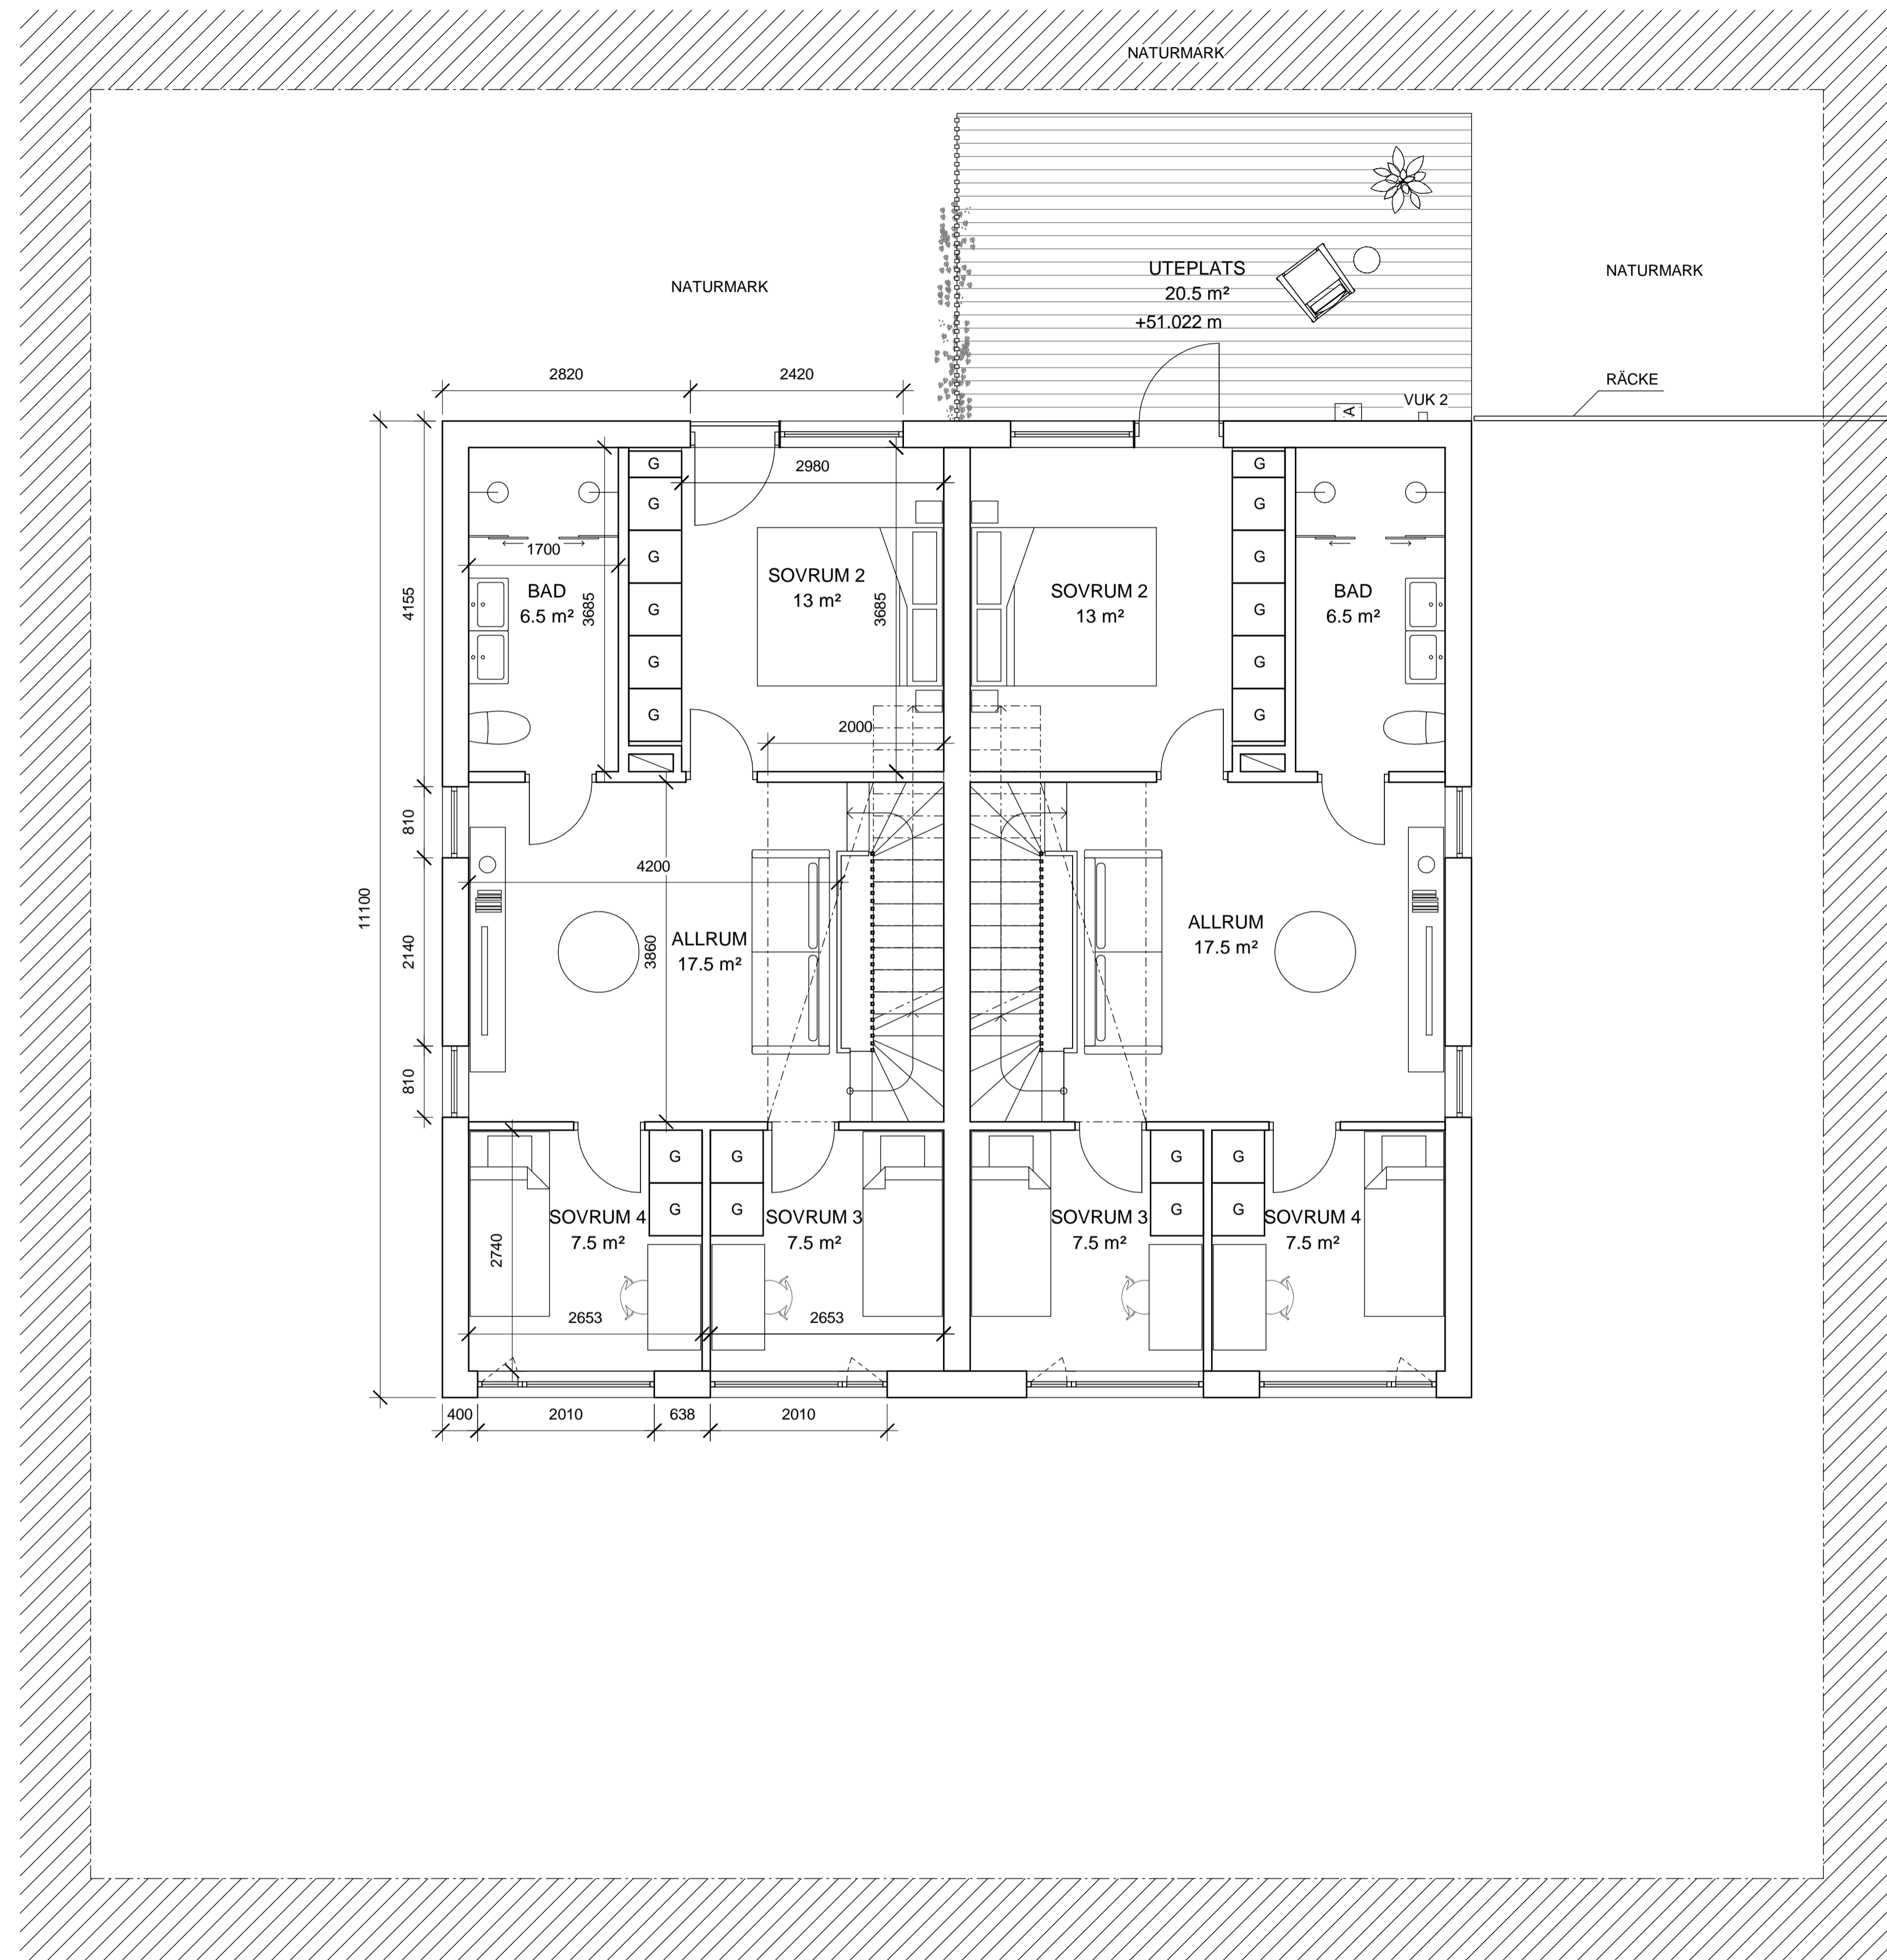 NATURMARK
NATURMARK
UTEPLATS
20.5 m²
+51.022 m
NATURMARK
RÄCKE
VUK 2
A
2820
2420
2980
G
G
G
G
G
G
1700
BAD
6.5 m²
3685
SOVRUM 2
13 m²
3685
2000
SOVRUM 2
13 m²
G
G
G
G
G
G
BAD
6.5 m²
4155
810
2140
810
11100
4200
3860
ALLRUM
17.5 m²
ALLRUM
17.5 m²
G
G
G
G
SOVRUM 4
7.5 m²
SOVRUM 3
7.5 m²
2740
2653
2653
G
G
G
G
SOVRUM 3
7.5 m²
SOVRUM 4
7.5 m²
400
2010
638
2010